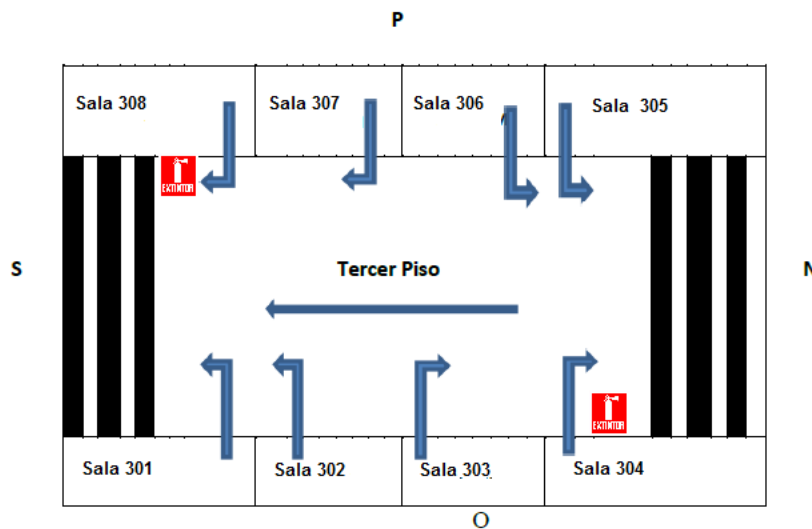 P
Sala 308
Sala 307
Sala 306
Sala 305
EXTINTOR
S
Tercer Piso
N
EXTINTOR
Sala 301
Sala 302
Sala 303
Sala 304
O